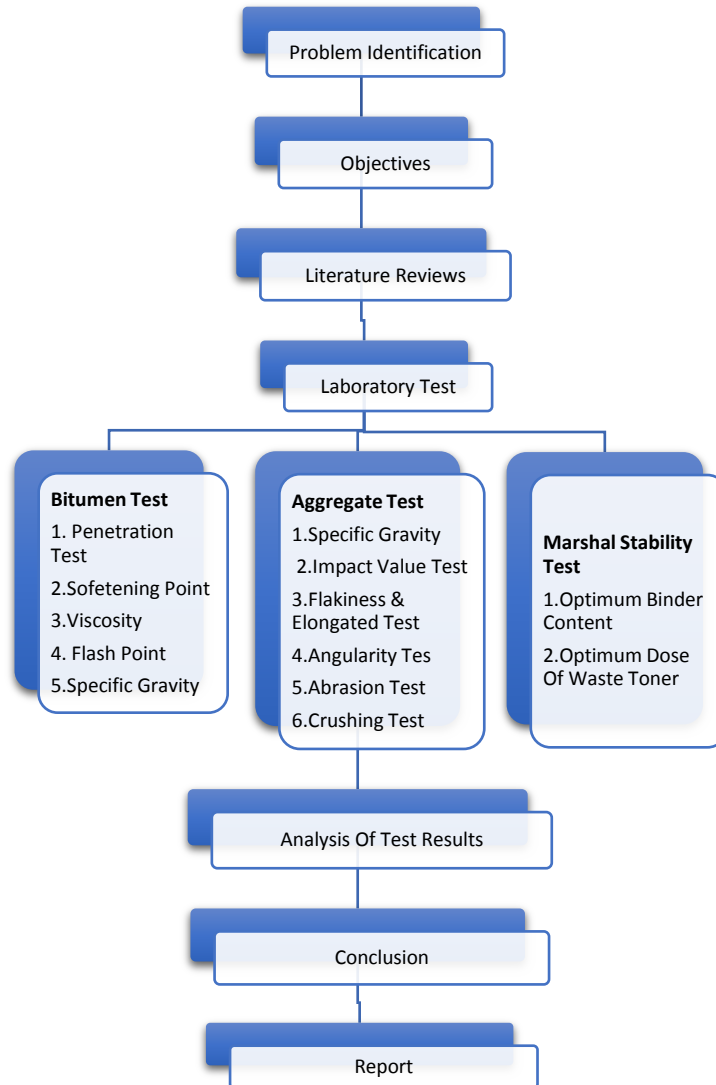 Problem Identification
Objectives
Literature Reviews
Laboratory Test
Bitumen Test
1. Penetration
Test
2.Sofetening Point
3.Viscosity
4. Flash Point
5.Specific Gravity
Aggregate Test
1.Specific Gravity
2.Impact Value Test
3.Flakiness &
Elongated Test
4.Angularity Tes
5.Abrasion Test
6.Crushing Test
Marshal Stability
Test
1.Optimum Binder
Content
2.Optimum Dose
Of Waste Toner
Analysis Of Test Results
Conclusion
Report